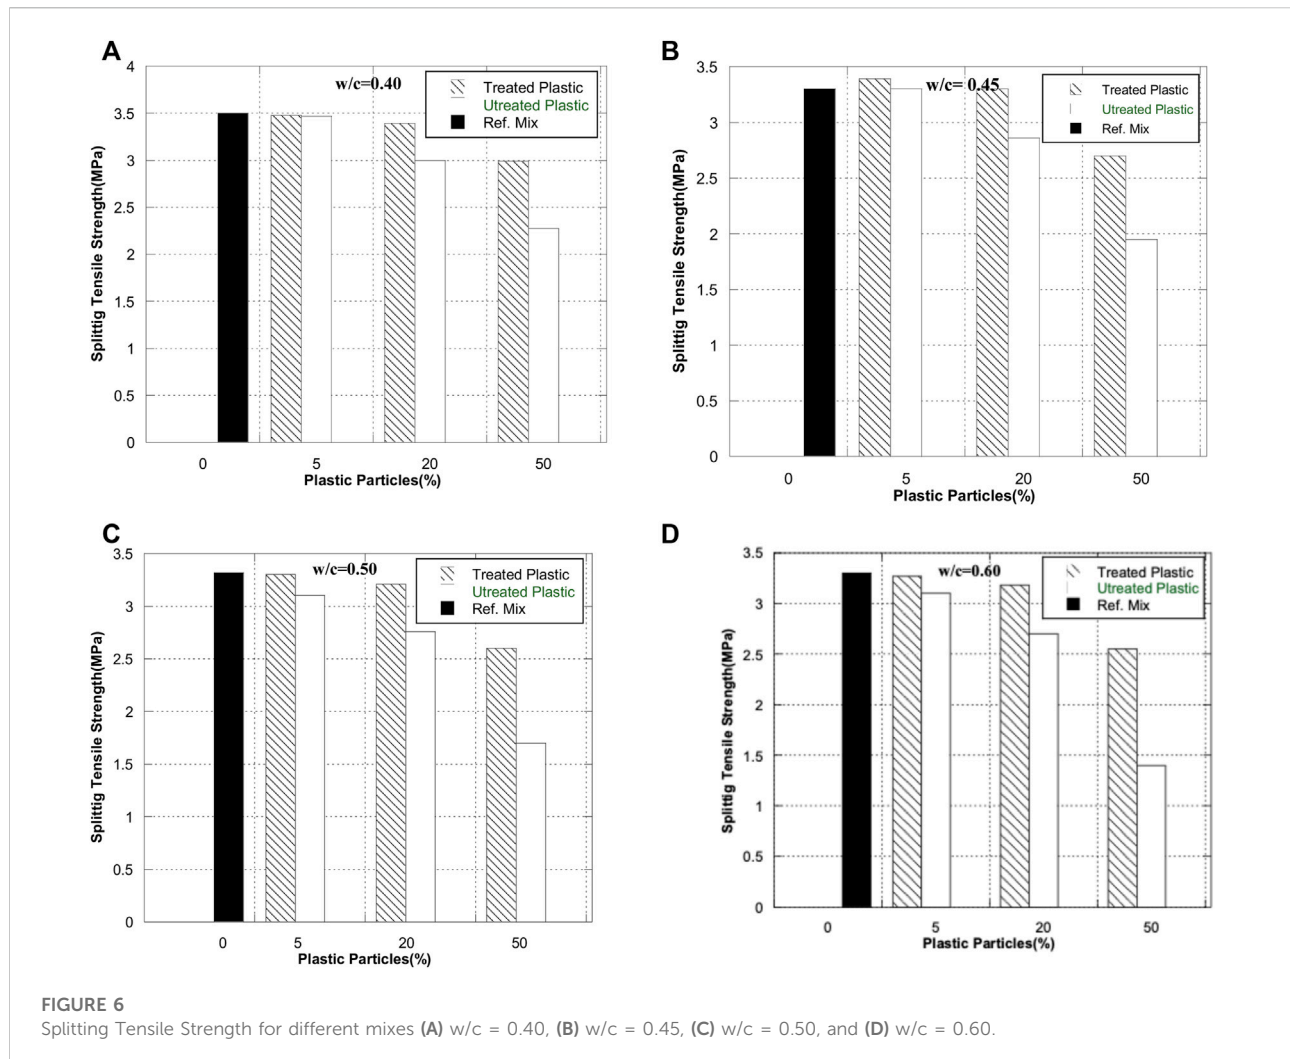 A
w/c=0.40
Treated Plastic
Utreated Plastic
Ref. Mix
Splittig Tensile Strength(MPa)
4
3.5
3
2.5
2
1.5
1
0.5
0
0 5 20 50
Plastic Particles(%)
B
w/c= 0.45
Treated Plastic
Utreated Plastic
Ref. Mix
Splittig Tensile Strength(MPa)
3.5
3
2.5
2
1.5
1
0.5
0
0 5 20 50
Plastic Particles(%)
C
w/c=0.50
Treated Plastic
Utreated Plastic
Ref. Mix
Splittig Tensile Strength(MPa)
3.5
3
2.5
2
1.5
1
0.5
0
0 5 20 50
Plastic Particles(%)
D
w/c=0.60
Treated Plastic
Utreated Plastic
Ref. Mix
Splittig Tensile Strength(MPa)
3.5
3
2.5
2
1.5
1
0.5
0
0 5 20 50
Plastic Particles(%)
FIGURE 6
Splitting Tensile Strength for different mixes (A) w/c = 0.40, (B) w/c = 0.45, (C) w/c = 0.50, and (D) w/c = 0.60.